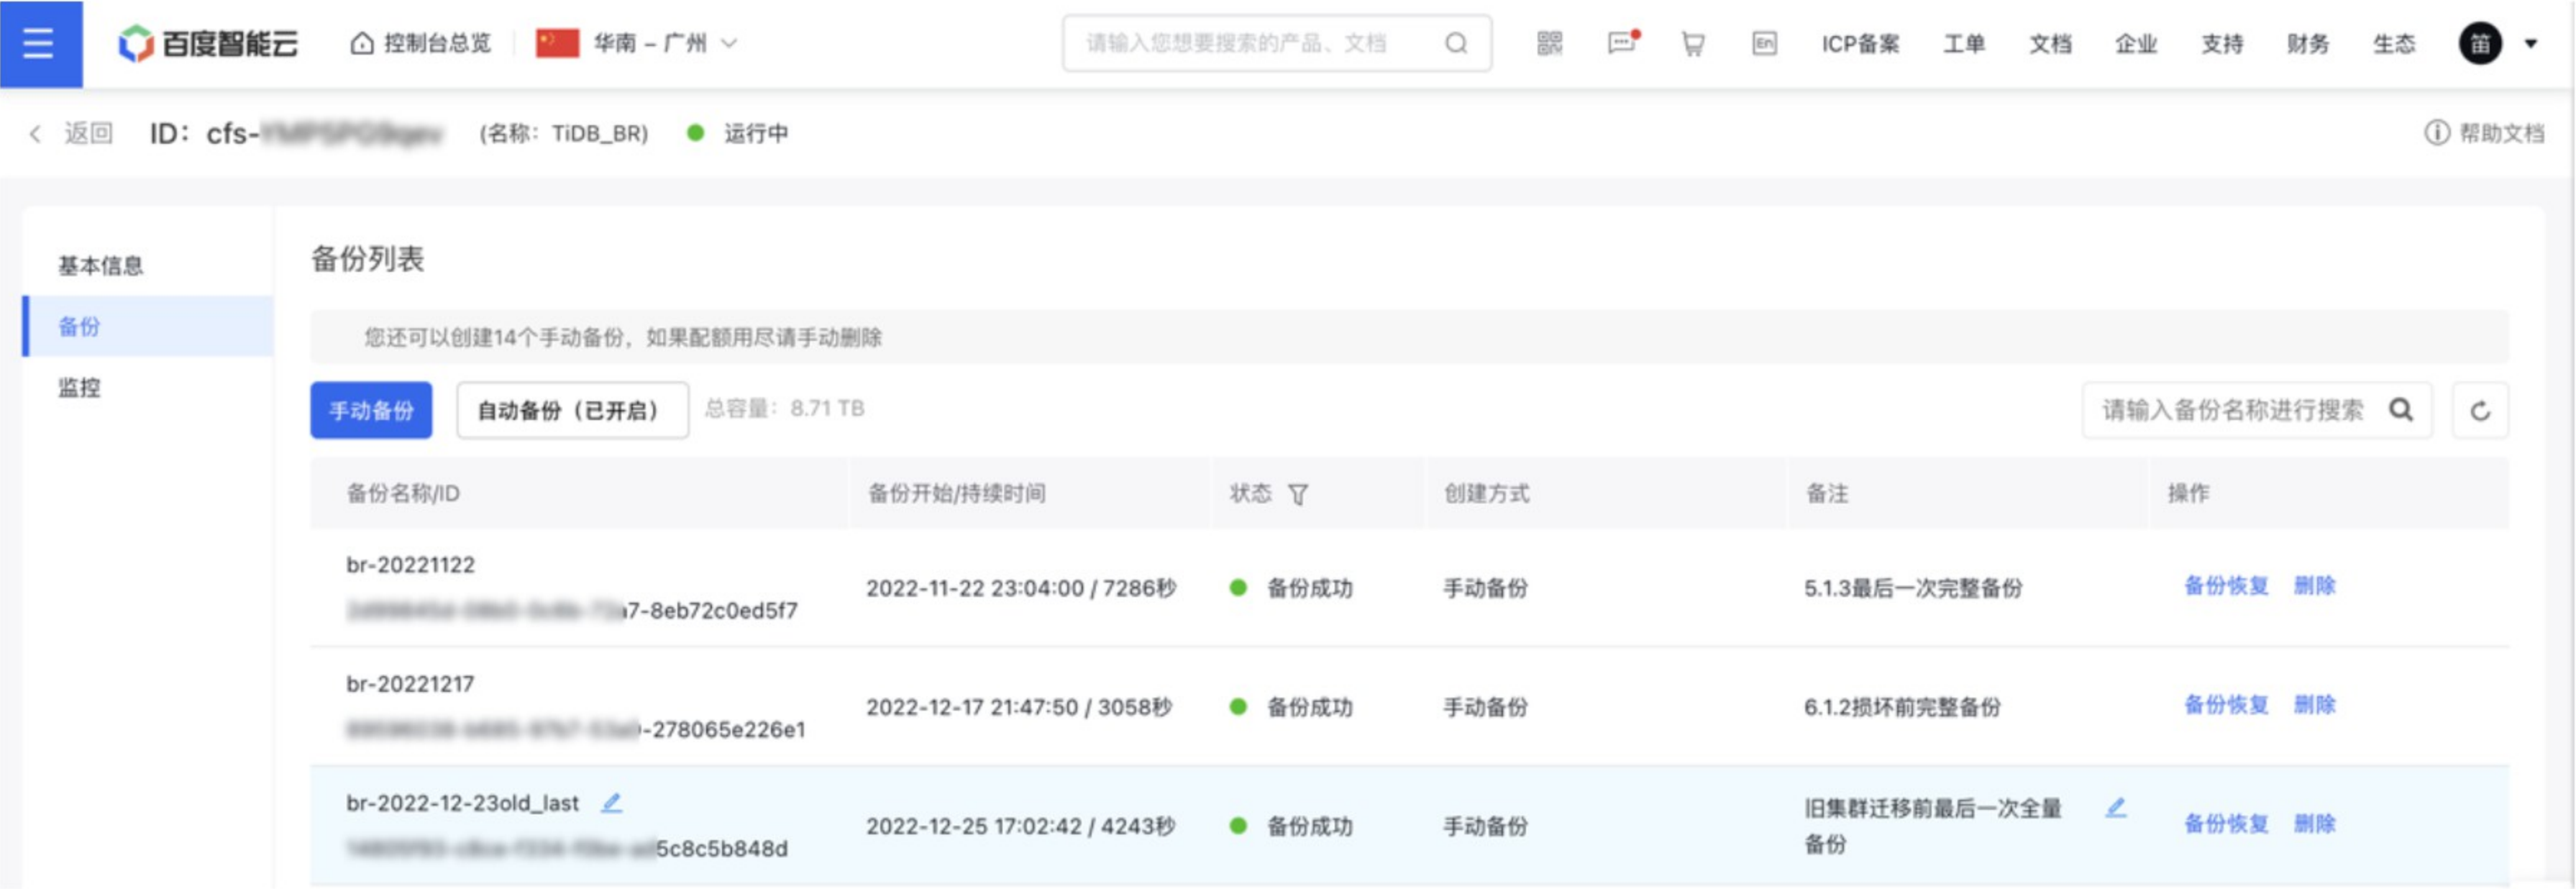 百度智能云
控制台总览
华南 – 广州
请输入您想要搜索的产品、文档
En
ICP备案
工单
文档
企业
支持
财务
生态
笛
返回
ID：cfs-
(名称：TiDB_BR)
运行中
帮助文档
基本信息
备份
监控
备份列表
您还可以创建14个手动备份，如果配额用尽请手动删除
手动备份
自动备份（已开启）
总容量：8.71 TB
请输入备份名称进行搜索
备份名称/ID
备份开始/持续时间
状态
创建方式
备注
操作
br-20221122
a7-8eb72c0ed5f7
2022-11-22 23:04:00 / 7286秒
备份成功
手动备份
5.1.3最后一次完整备份
备份恢复
删除
br-20221217
-278065e226e1
2022-12-17 21:47:50 / 3058秒
备份成功
手动备份
6.1.2损坏前完整备份
备份恢复
删除
br-2022-12-23old_last
5c8c5b848d
2022-12-25 17:02:42 / 4243秒
备份成功
手动备份
旧集群迁移前最后一次全量
备份
备份恢复
删除